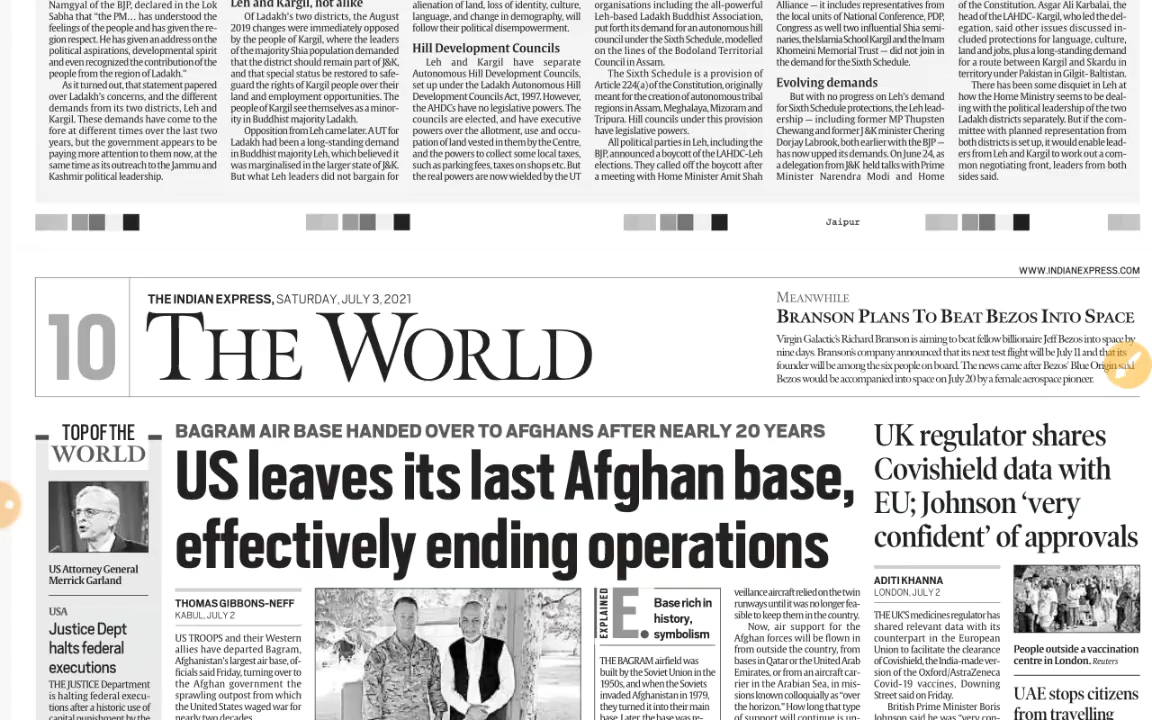 Namgyal of the BJP, declared in the Lok
Sabha that “the PM... has understood the
feelings of the people and has given the re-
gion respect. He has given an address on the
political aspirations, developmental spirit
and even recognized the contribution of the
people from the region of Ladakh.”
As it turned out, that statement papered
over Ladakh’s concerns, and the different
demands from its two districts, Leh and
Kargil. These demands have come to the
fore at different times over the last two
years, but the government appears to be
paying more attention to them now, at the
same time as its outreach to the Jammu and
Kashmir political leadership.
Leh and Kargil, not alike
Of Ladakh’s two districts, the August
2019 changes were immediately opposed
by the people of Kargil, where the leaders
of the majority Shia population demanded
that the district should remain part of J&K,
and that special status be restored to safe-
guard the rights of Kargil people over their
land and employment opportunities. The
people of Kargil see themselves as a minor-
ity in Buddhist majority Ladakh.
Opposition from Leh came later. A UT for
Ladakh had been a long-standing demand
in Buddhist majority Leh, which believed it
was marginalised in the larger state of J&K.
But what Leh leaders did not bargain for
alienation of land, loss of identity, culture,
language, and change in demography, will
follow their political disempowerment.
Hill Development Councils
Leh and Kargil have separate
Autonomous Hill Development Councils,
set up under the Ladakh Autonomous Hill
Development Councils Act, 1997. However,
the AHDCs have no legislative powers. The
councils are elected, and have executive
powers over the allotment, use and occu-
pation of land vested in them by the Centre,
and the powers to collect some local taxes,
such as parking fees, taxes on shops etc. But
the real powers are now wielded by the UT
organisations including the all-powerful
Leh-based Ladakh Buddhist Association,
put forth its demand for an autonomous hill
council under the Sixth Schedule, modelled
on the lines of the Bodoland Territorial
Council in Assam.
The Sixth Schedule is a provision of
Article 224(a) of the Constitution, originally
meant for the creation of autonomous tribal
regions in Assam, Meghalaya, Mizoram and
Tripura. Hill councils under this provision
have legislative powers.
All political parties in Leh, including the
BJP, announced a boycott of the LAHDC-Leh
elections. They called off the boycott after
a meeting with Home Minister Amit Shah
Alliance — it includes representatives from
the local units of National Conference, PDP,
Congress as well two influential Shia semi-
naries, the Islamia School Kargil and the Imam
Khomeini Memorial Trust — did not join in
the demand for the Sixth Schedule.
Evolving demands
But with no progress on Leh’s demand
for Sixth Schedule protections, the Leh lead-
ership — including former MP Thupsten
Chewang and former J&K minister Chering
Dorjay Labrook, both earlier with the BJP —
has now upped its demands. On June 24, as
a delegation from J&K held talks with Prime
Minister Narendra Modi and Home
of the Constitution. Asgar Ali Karbalai, the
head of the LAHDC-Kargil, who led the del-
egation, said other issues discussed in-
cluded protections for language, culture,
land and jobs, plus a long-standing demand
for a route between Kargil and Skardu in
territory under Pakistan in Gilgit- Baltistan.
There has been some disquiet in Leh at
how the Home Ministry seems to be deal-
ing with the political leadership of the two
Ladakh districts separately. But if the com-
mittee with planned representation from
both districts is set up, it would enable lead-
ers from Leh and Kargil to work out a com-
mon negotiating front, leaders from both
sides said.
Jaipur
WWW.INDIANEXPRESS.COM
10
THE INDIAN EXPRESS, SATURDAY, JULY 3, 2021
THE WORLD
MEANWHILE
BRANSON PLANS TO BEAT BEZOS INTO SPACE
Virgin Galactic’s Richard Branson is aiming to beat fellow billionaire Jeff Bezos into space by
nine days. Branson’s company announced that its next test flight will be July 11 and that its
founder will be among the six people on board. The news came after Bezos’ Blue Origin said
Bezos would be accompanied into space on July 20 by a female aerospace pioneer.
TOP OF THE
WORLD
US Attorney General
Merrick Garland
USA
Justice Dept
halts federal
executions
THE JUSTICE Department
is halting federal execu-
tions after a historic use of
capital punishment by the
BAGRAM AIR BASE HANDED OVER TO AFGHANS AFTER NEARLY 20 YEARS
US leaves its last Afghan base,
effectively ending operations
THOMAS GIBBONS-NEFF
KABUL, JULY 2
US TROOPS and their Western
allies have departed Bagram,
Afghanistan’s largest air base, of-
ficials said Friday, turning over to
the Afghan government the
sprawling outpost from which
the United States waged war for
nearly two decades.
EXPLAINED
E.
Base rich in
history,
symbolism
THE BAGRAM airfield was
built by the Soviet Union in the
1950s, and when the Soviets
invaded Afghanistan in 1979,
they turned it into their main
base. Later, the base was re-
veillance aircraft relied on the twin
runways until it was no longer fea-
sible to keep them in the country.
Now, air support for the
Afghan forces will be flown in
from outside the country, from
bases in Qatar or the United Arab
Emirates, or from an aircraft car-
rier in the Arabian Sea, in mis-
sions known colloquially as “over
the horizon.” How long that type
of support will continue is un-
UK regulator shares
Covishield data with
EU; Johnson ‘very
confident’ of approvals
ADITI KHANNA
LONDON, JULY 2
THE UK’S medicines regulator has
shared relevant data with its
counterpart in the European
Union to facilitate the clearance
of Covishield, the India-made ver-
sion of the Oxford/AstraZeneca
Covid-19 vaccines, Downing
Street said on Friday.
British Prime Minister Boris
Johnson said he was “very con-
People outside a vaccination
centre in London. Reuters
UAE stops citizens
from travelling